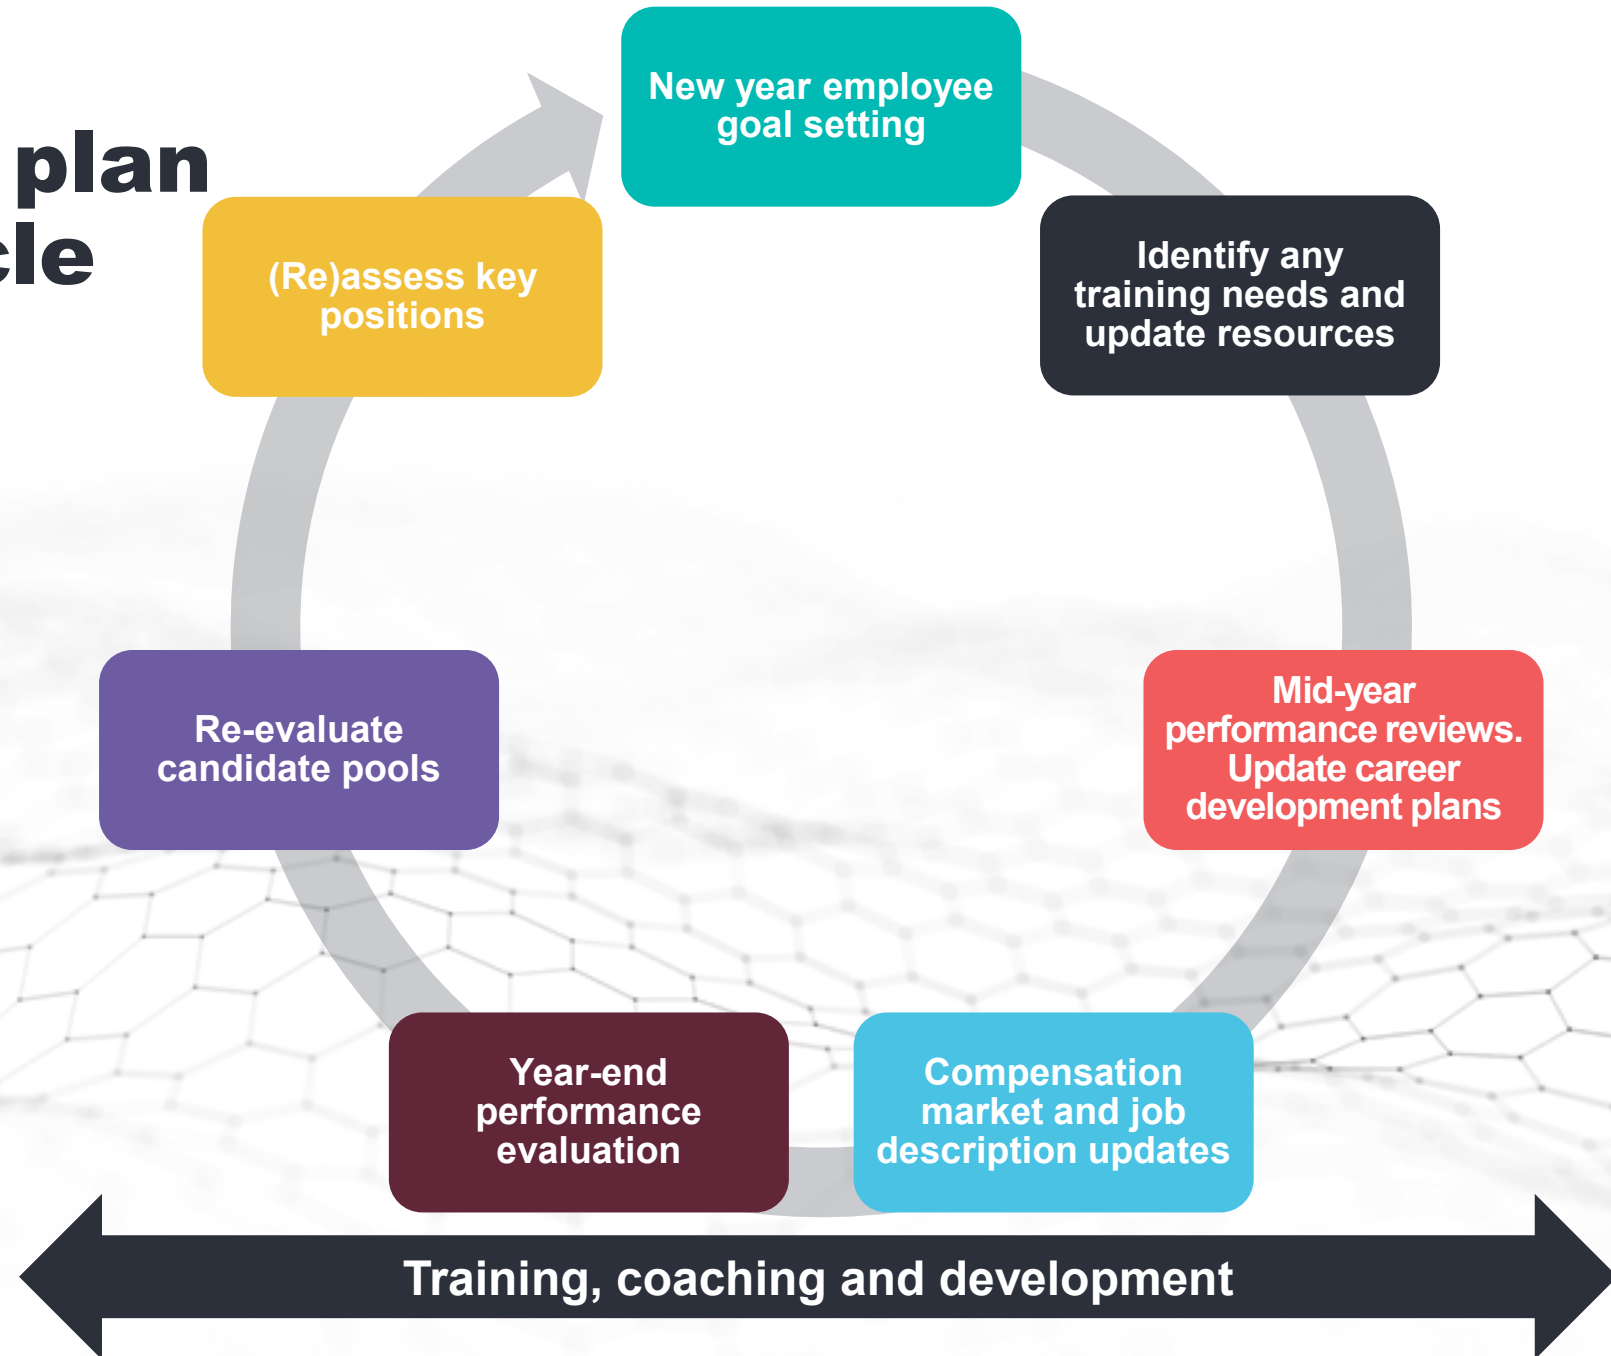 plan
New year employee
goal setting
(Re)assess key
positions
Identify any
training needs and
update resources
Re-evaluate
candidate pools
Mid-year
performance reviews.
Update career
development plans
Year-end
performance
evaluation
Compensation
market and job
description updates
Training, coaching and development